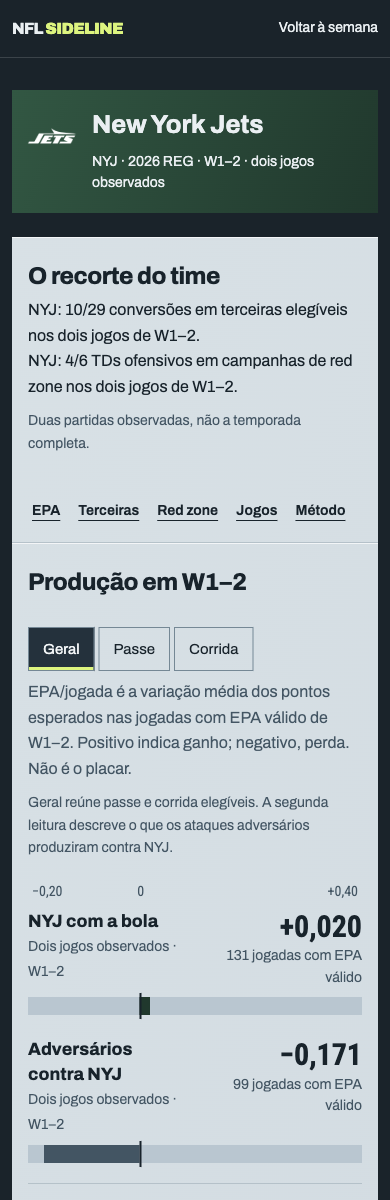 NFL SIDELINE
Voltar à semana
JETS
New York Jets
NYJ · 2026 REG · W1–2 · dois jogos
observados
O recorte do time
NYJ: 10/29 conversões em terceiras elegíveis
nos dois jogos de W1–2.
NYJ: 4/6 TDs ofensivos em campanhas de red
zone nos dois jogos de W1–2.
Duas partidas observadas, não a temporada
completa.
EPA Terceiras Red zone Jogos Método
Produção em W1–2
Geral Passe Corrida
EPA/jogada é a variação média dos pontos
esperados nas jogadas com EPA válido de
W1–2. Positivo indica ganho; negativo, perda.
Não é o placar.
Geral reúne passe e corrida elegíveis. A segunda
leitura descreve o que os ataques adversários
produziram contra NYJ.
−0,20 0 +0,40
NYJ com a bola
Dois jogos observados ·
W1–2
+0,020
131 jogadas com EPA
válido
Adversários
contra NYJ
Dois jogos observados ·
W1–2
−0,171
99 jogadas com EPA
válido